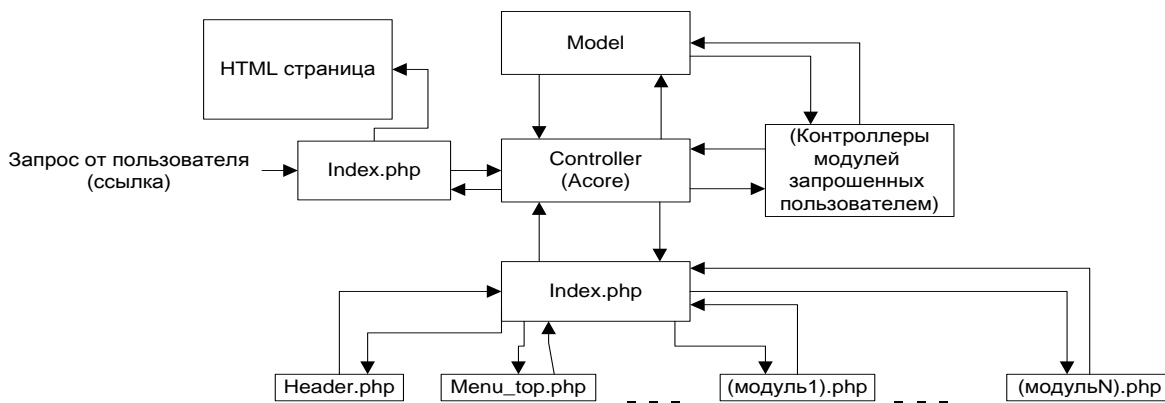 HTML страница
Model
Запрос от пользователя
(ссылка)
Index.php
Controller
(Acore)
(Контроллеры
модулей
запрошенных
пользователем)
Index.php
Header.php
Menu_top.php
(модуль1).php
(модульN).php